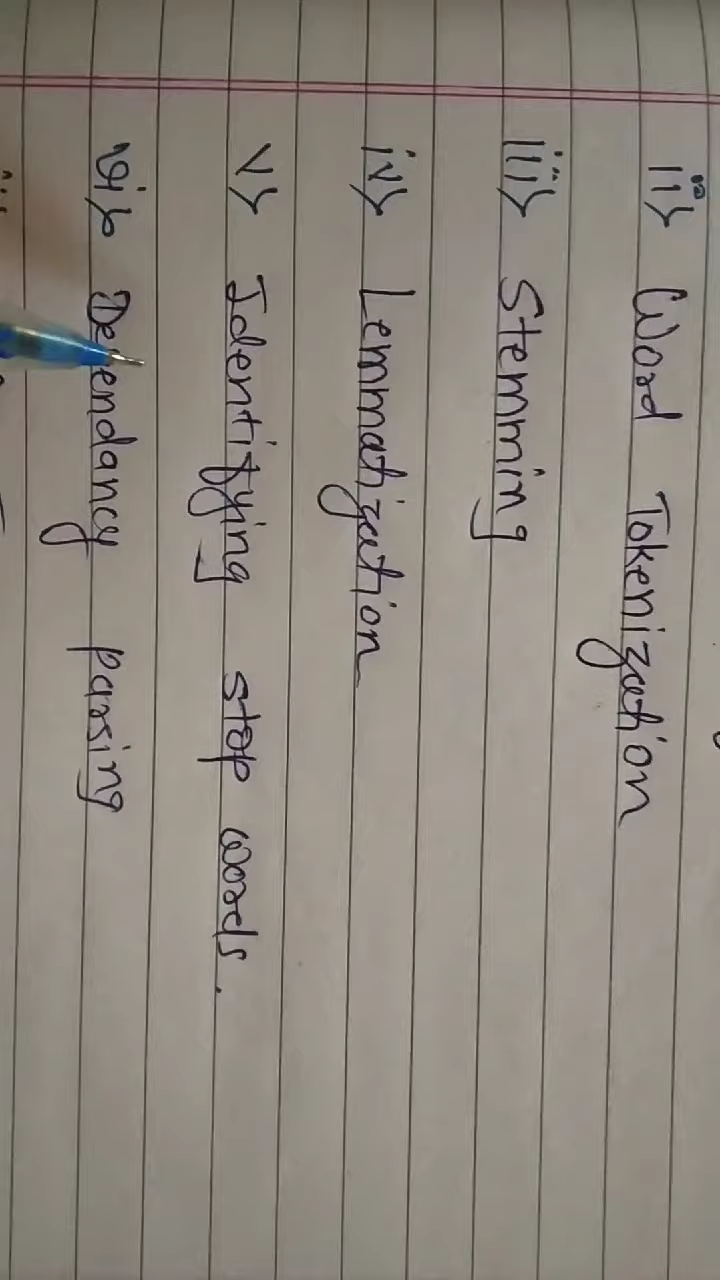 ii> Word Tokenization
iii> Stemming
iv> Lemmatization
v> Identifying stop words.
vi> Dependancy parsing